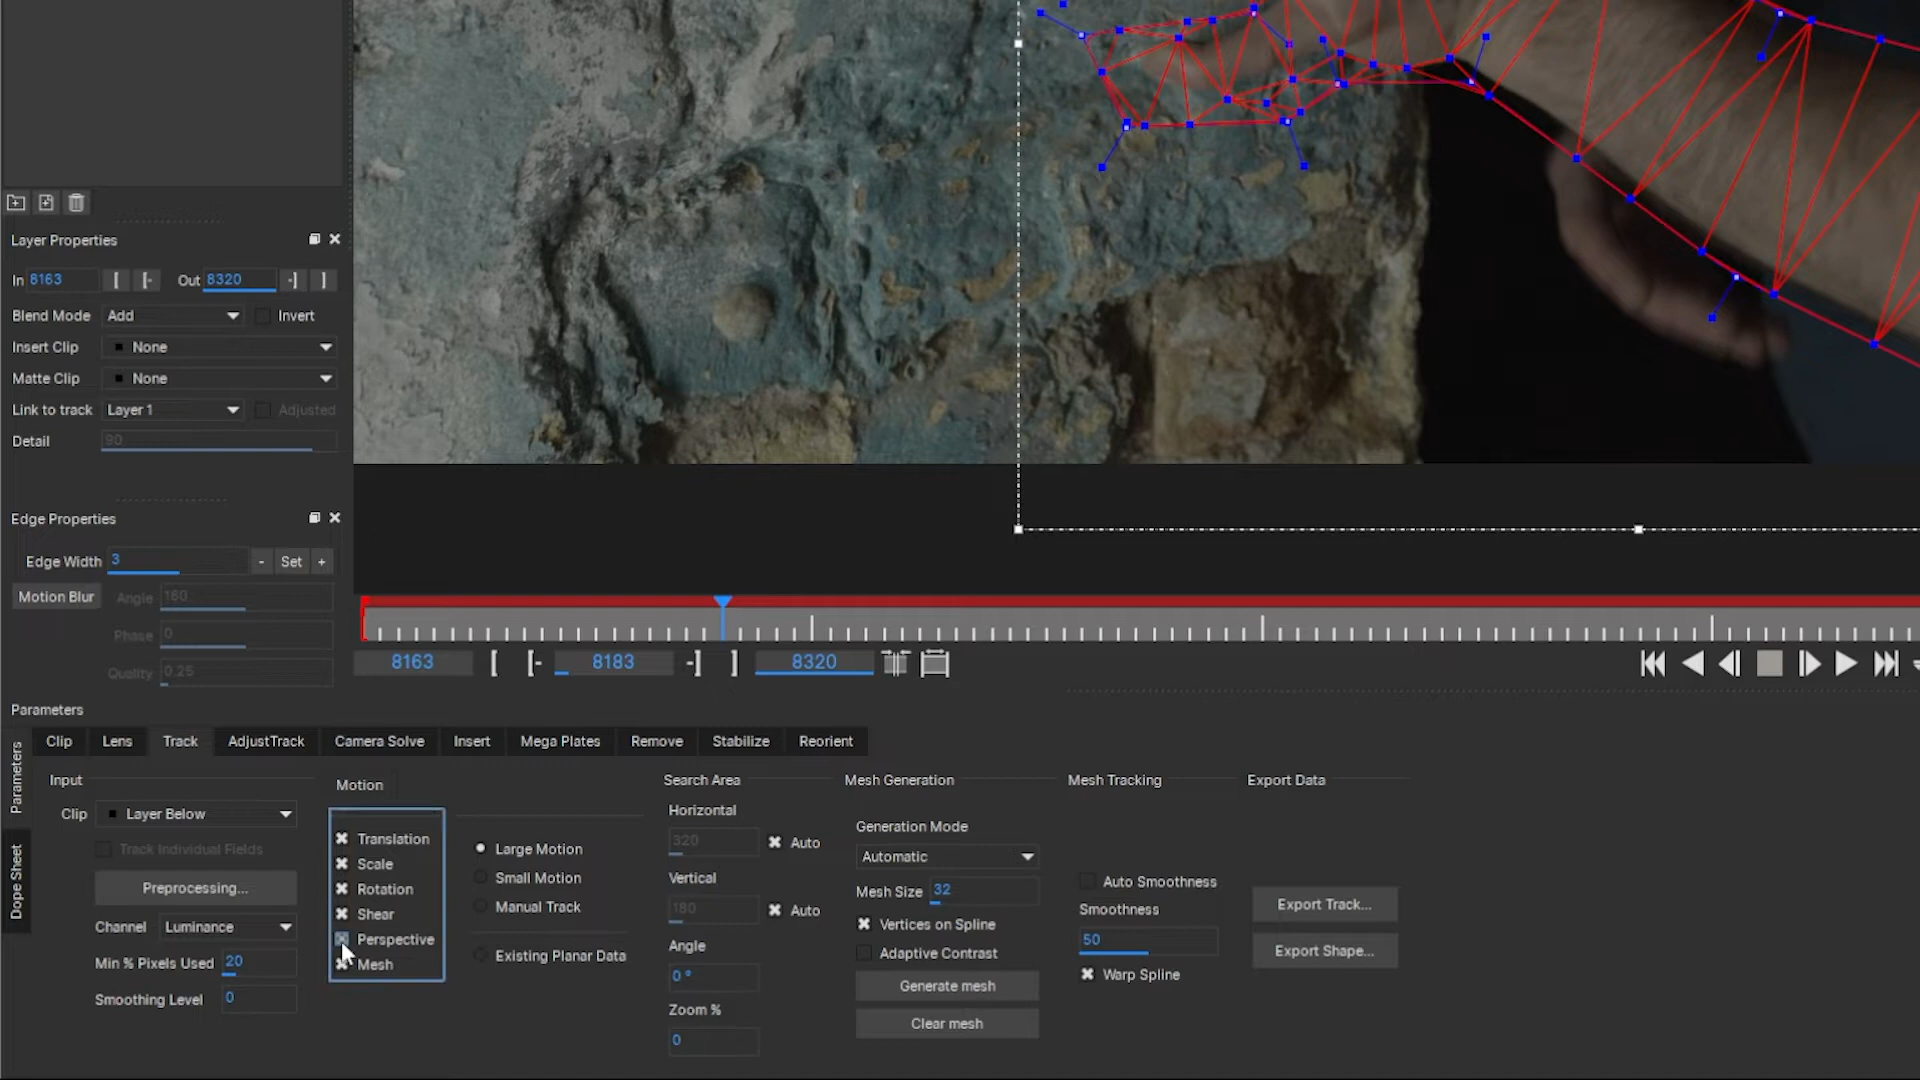 Layer Properties
In 8163 [ [- Out 8320 -] ]
Blend Mode Add Invert
Insert Clip None
Matte Clip None
Link to track Layer 1 Adjusted
Detail 90
Edge Properties
Edge Width 3 - Set +
Motion Blur Angle 180
Phase 0
Quality 0.25
8163 [ [- 8183 -] ] 8320
Parameters
Parameters
Dope Sheet
Clip Lens Track AdjustTrack Camera Solve Insert Mega Plates Remove Stabilize Reorient
Input
Clip Layer Below
Track Individual Fields
Preprocessing...
Channel Luminance
Min % Pixels Used 20
Smoothing Level 0
Motion
Translation
Scale
Rotation
Shear
Perspective
Mesh
Large Motion
Small Motion
Manual Track
Existing Planar Data
Search Area
Horizontal
320 Auto
Vertical
180 Auto
Angle
0 °
Zoom %
0
Mesh Generation
Generation Mode
Automatic
Mesh Size 32
Vertices on Spline
Adaptive Contrast
Generate mesh
Clear mesh
Mesh Tracking
Auto Smoothness
Smoothness
50
Warp Spline
Export Data
Export Track...
Export Shape...